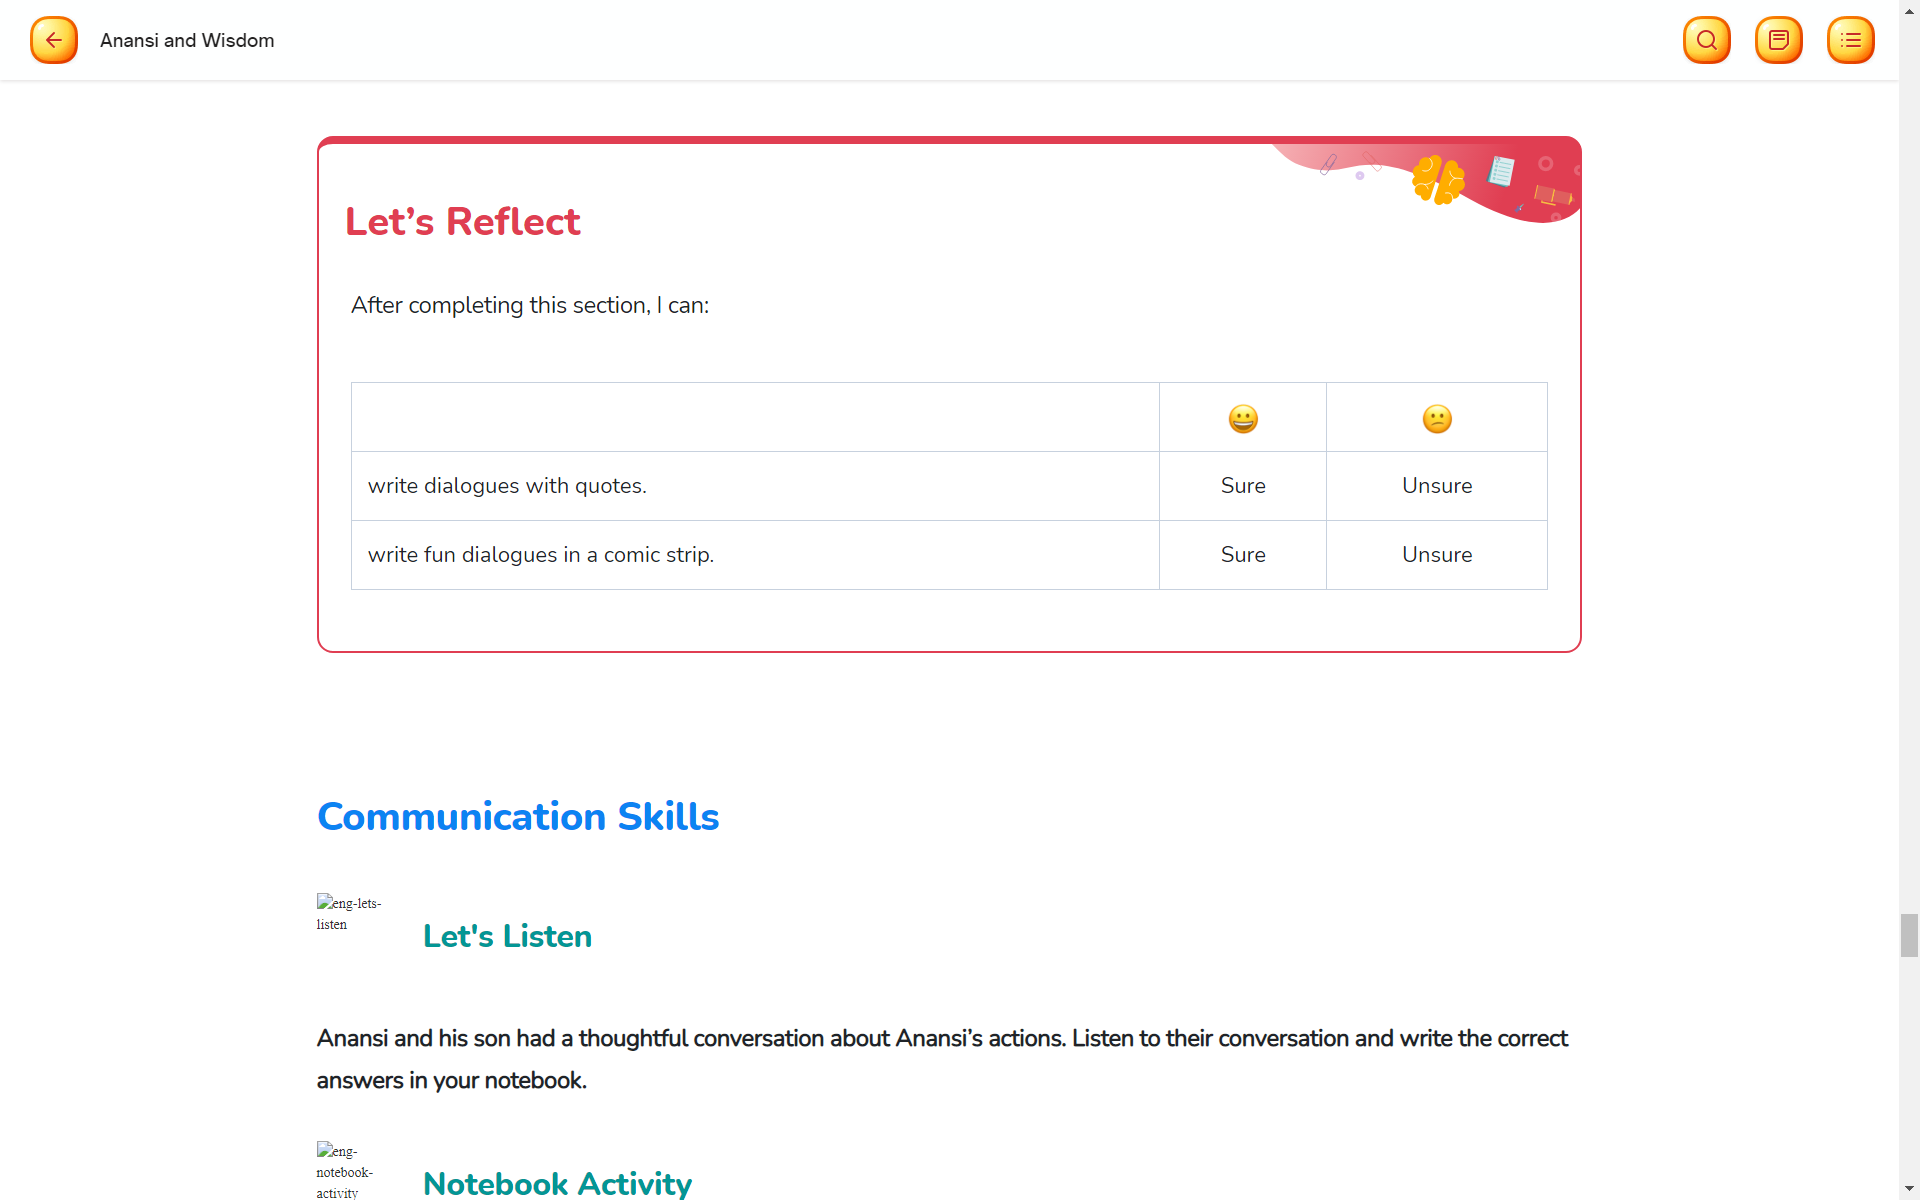 Anansi and Wisdom
Let’s Reflect
After completing this section, I can:
write dialogues with quotes. Sure Unsure
write fun dialogues in a comic strip. Sure Unsure
Communication Skills
eng-lets-
listen
Let's Listen
Anansi and his son had a thoughtful conversation about Anansi’s actions. Listen to their conversation and write the correct
answers in your notebook.
eng-
notebook-
activity
Notebook Activity